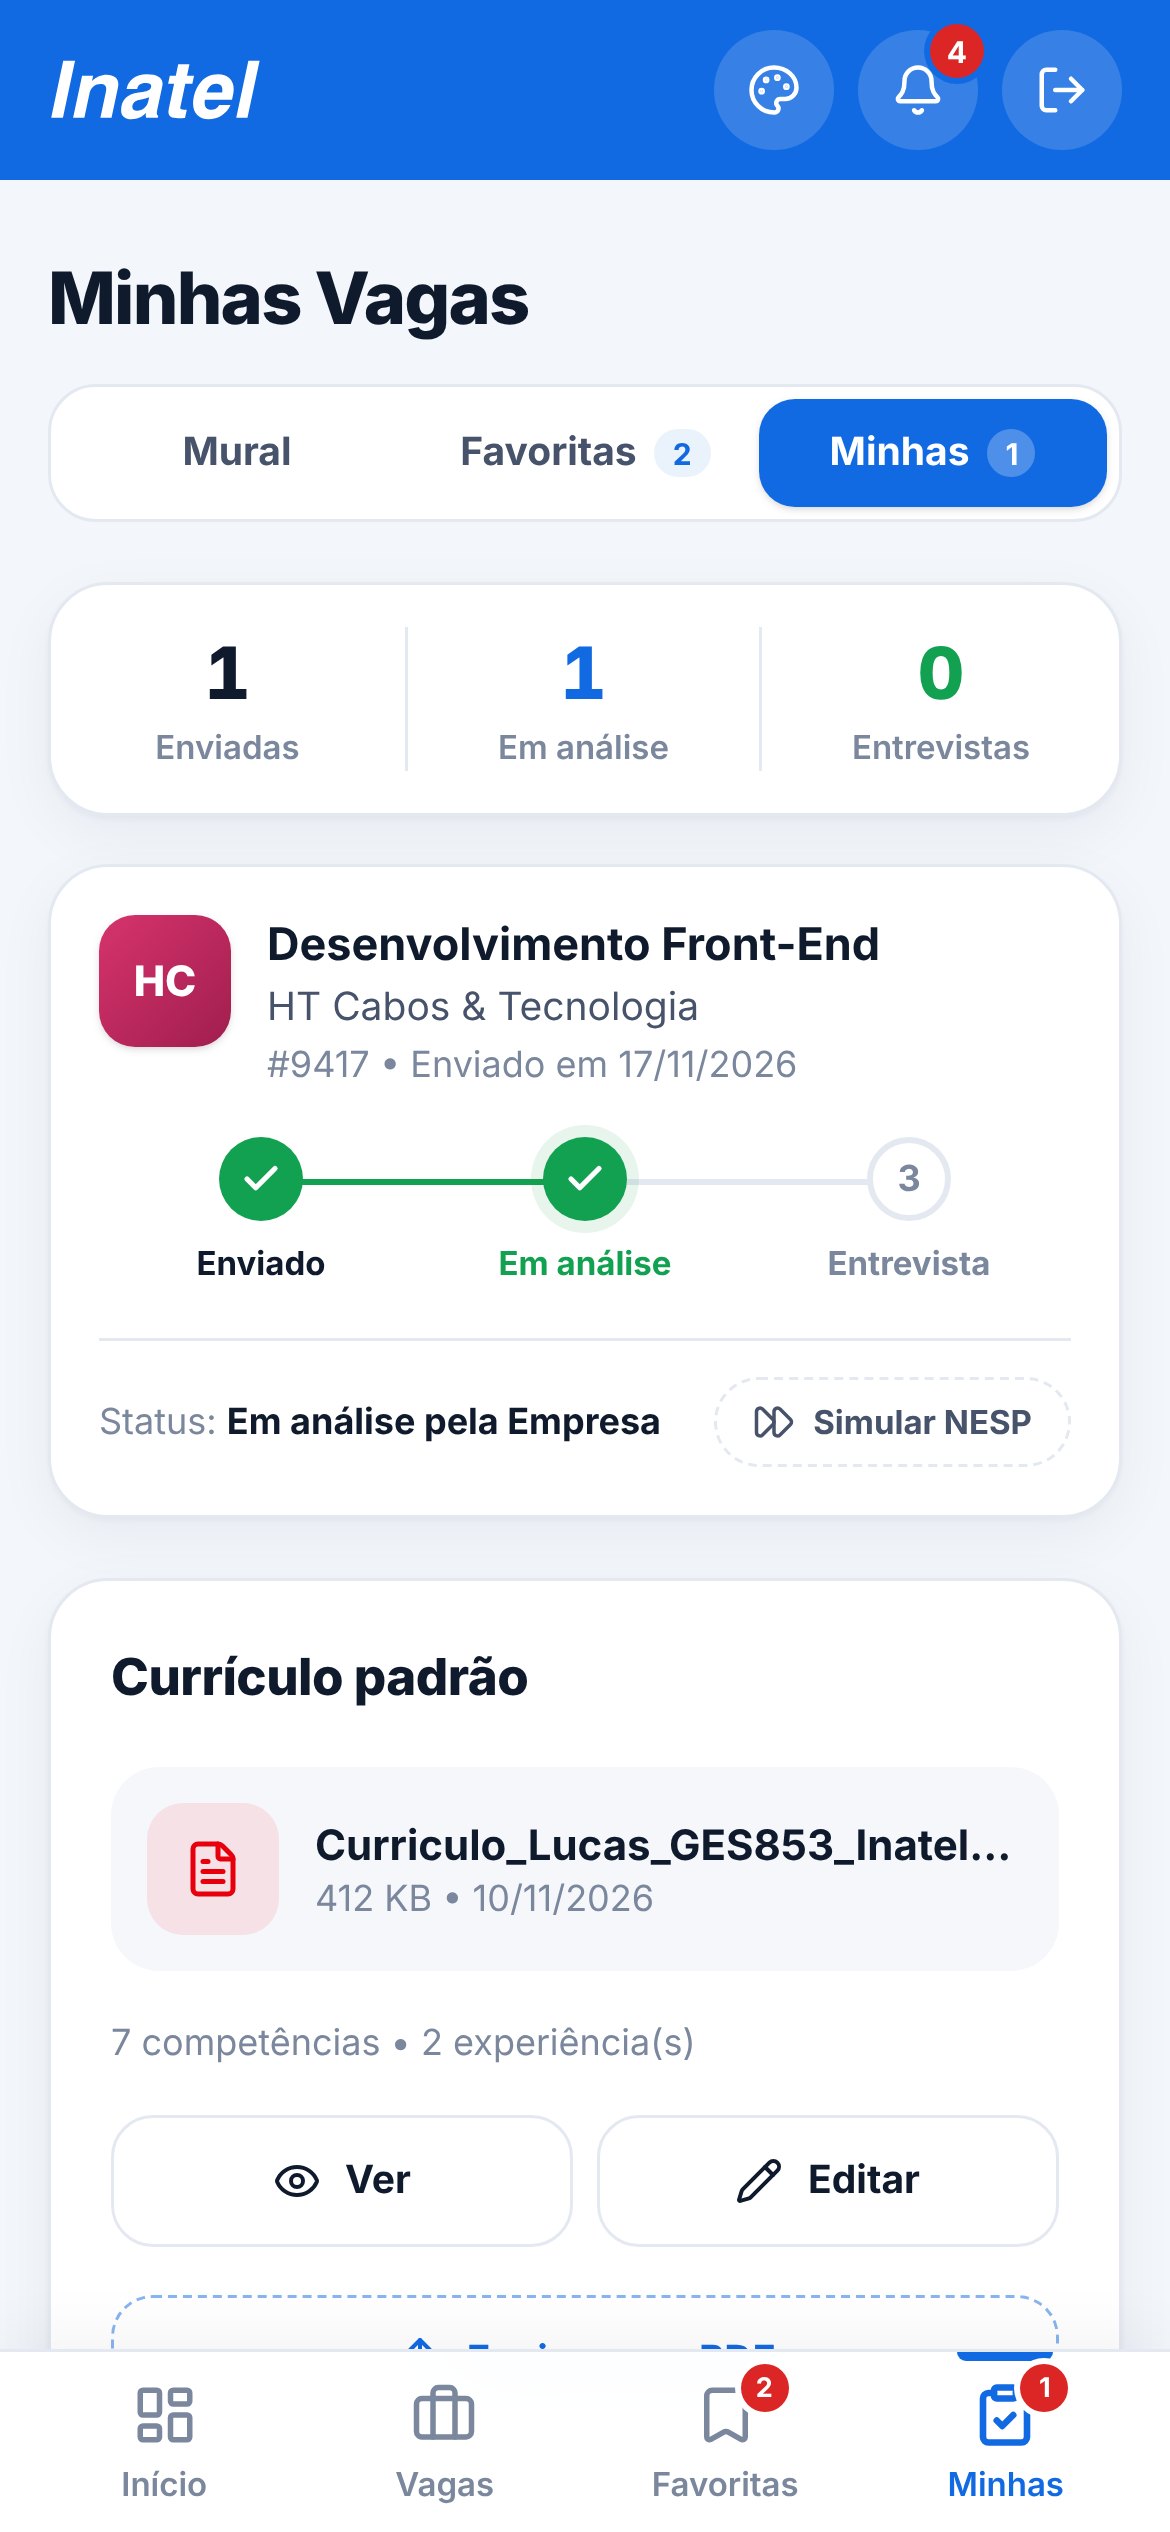 Inatel
4
Minhas Vagas
Mural
Favoritas 2
Minhas 1
1
Enviadas
1
Em análise
0
Entrevistas
HC
Desenvolvimento Front-End
HT Cabos & Tecnologia
#9417 • Enviado em 17/11/2026
3
Enviado
Em análise
Entrevista
Status: Em análise pela Empresa
Simular NESP
Currículo padrão
Curriculo_Lucas_GES853_Inatel...
412 KB • 10/11/2026
7 competências • 2 experiência(s)
Ver
Editar
2
1
Início
Vagas
Favoritas
Minhas